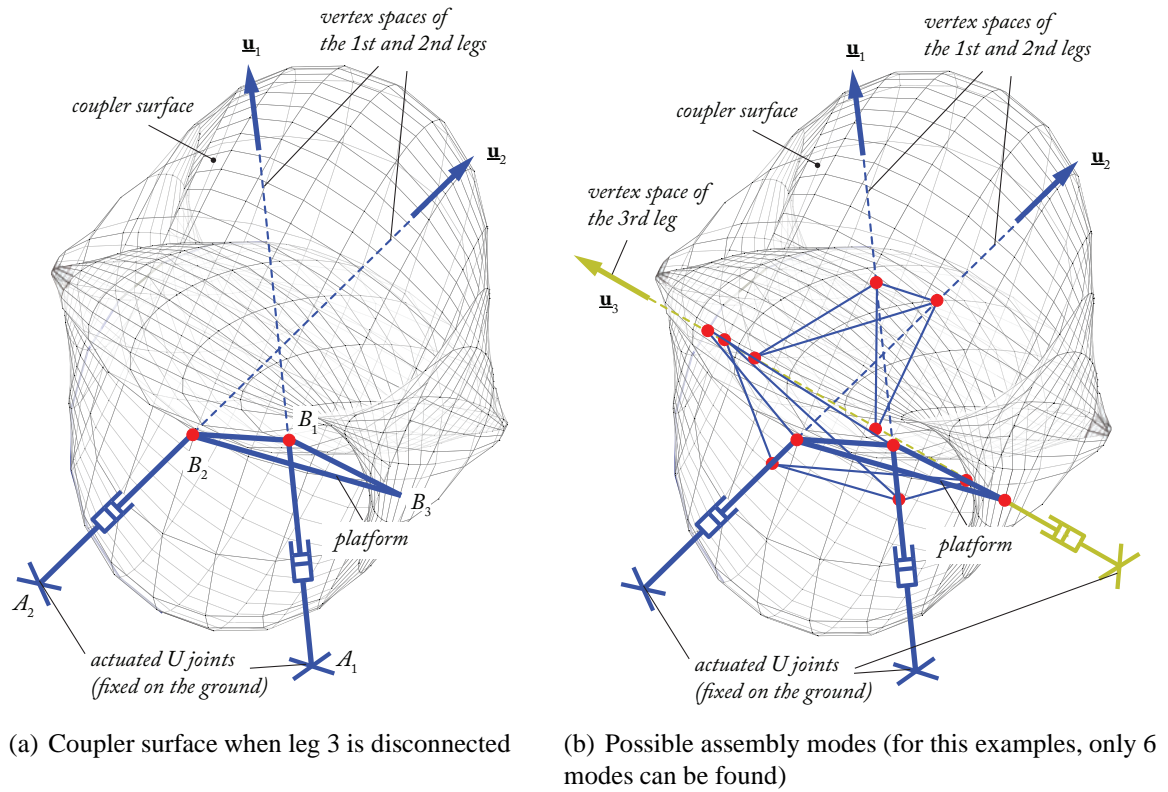 vertex spaces of
the 1st and 2nd legs
u1
coupler surface
u2
B1
B2
B3
platform
A2
A1
actuated U joints
(fixed on the ground)
(a) Coupler surface when leg 3 is disconnected
vertex spaces of
the 1st and 2nd legs
u1
coupler surface
u2
vertex space of
the 3rd leg
u3
platform
actuated U joints
(fixed on the ground)
(b) Possible assembly modes (for this examples, only 6
modes can be found)